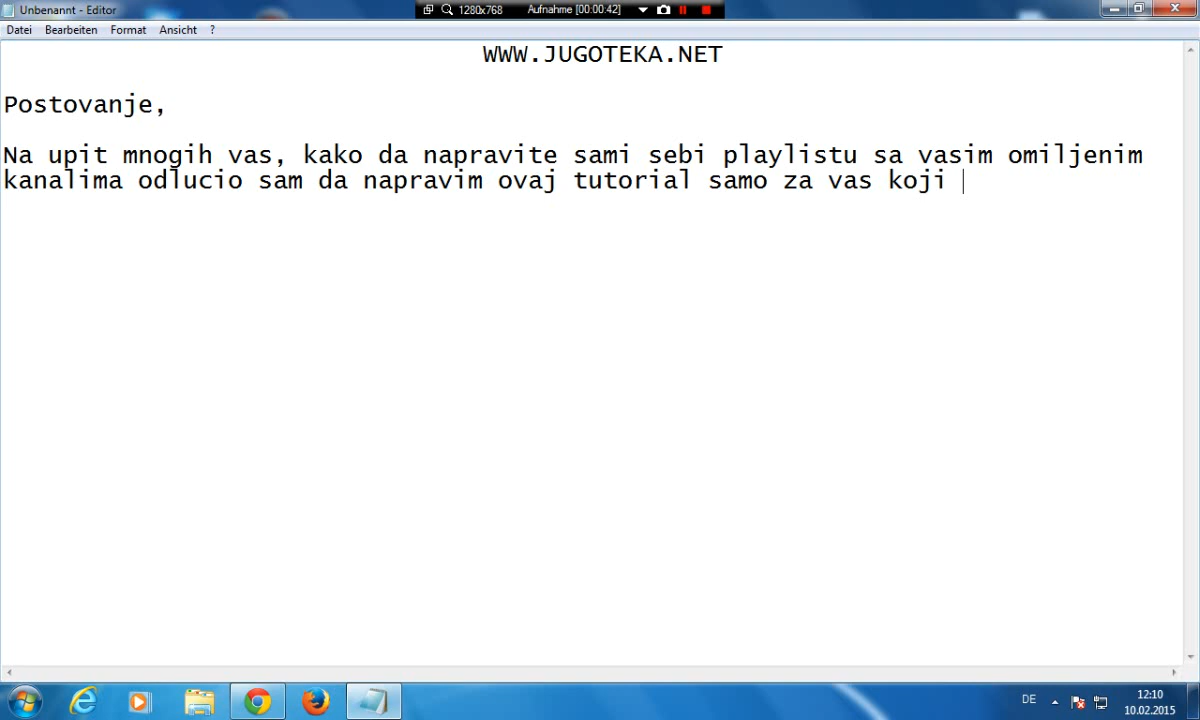 Unbenannt - Editor
1280x768 Aufnahme [00:00:42]
Datei Bearbeiten Format Ansicht ?
WWW.JUGOTEKA.NET
Postovanje,
Na upit mnogih vas, kako da napravite sami sebi playlistu sa vasim omiljenim
kanalima odlucio sam da napravim ovaj tutorial samo za vas koji
DE
12:10
10.02.2015